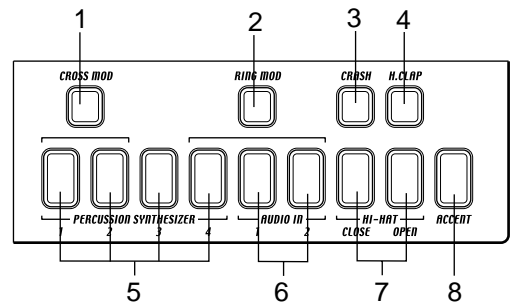 1 2 3 4
CROSS MOD RING MOD CRASH H.CLAP
PERCUSSION SYNTHESIZER AUDIO IN HI-HAT ACCENT
1 2 3 4 1 2 CLOSE OPEN
5 6 7 8